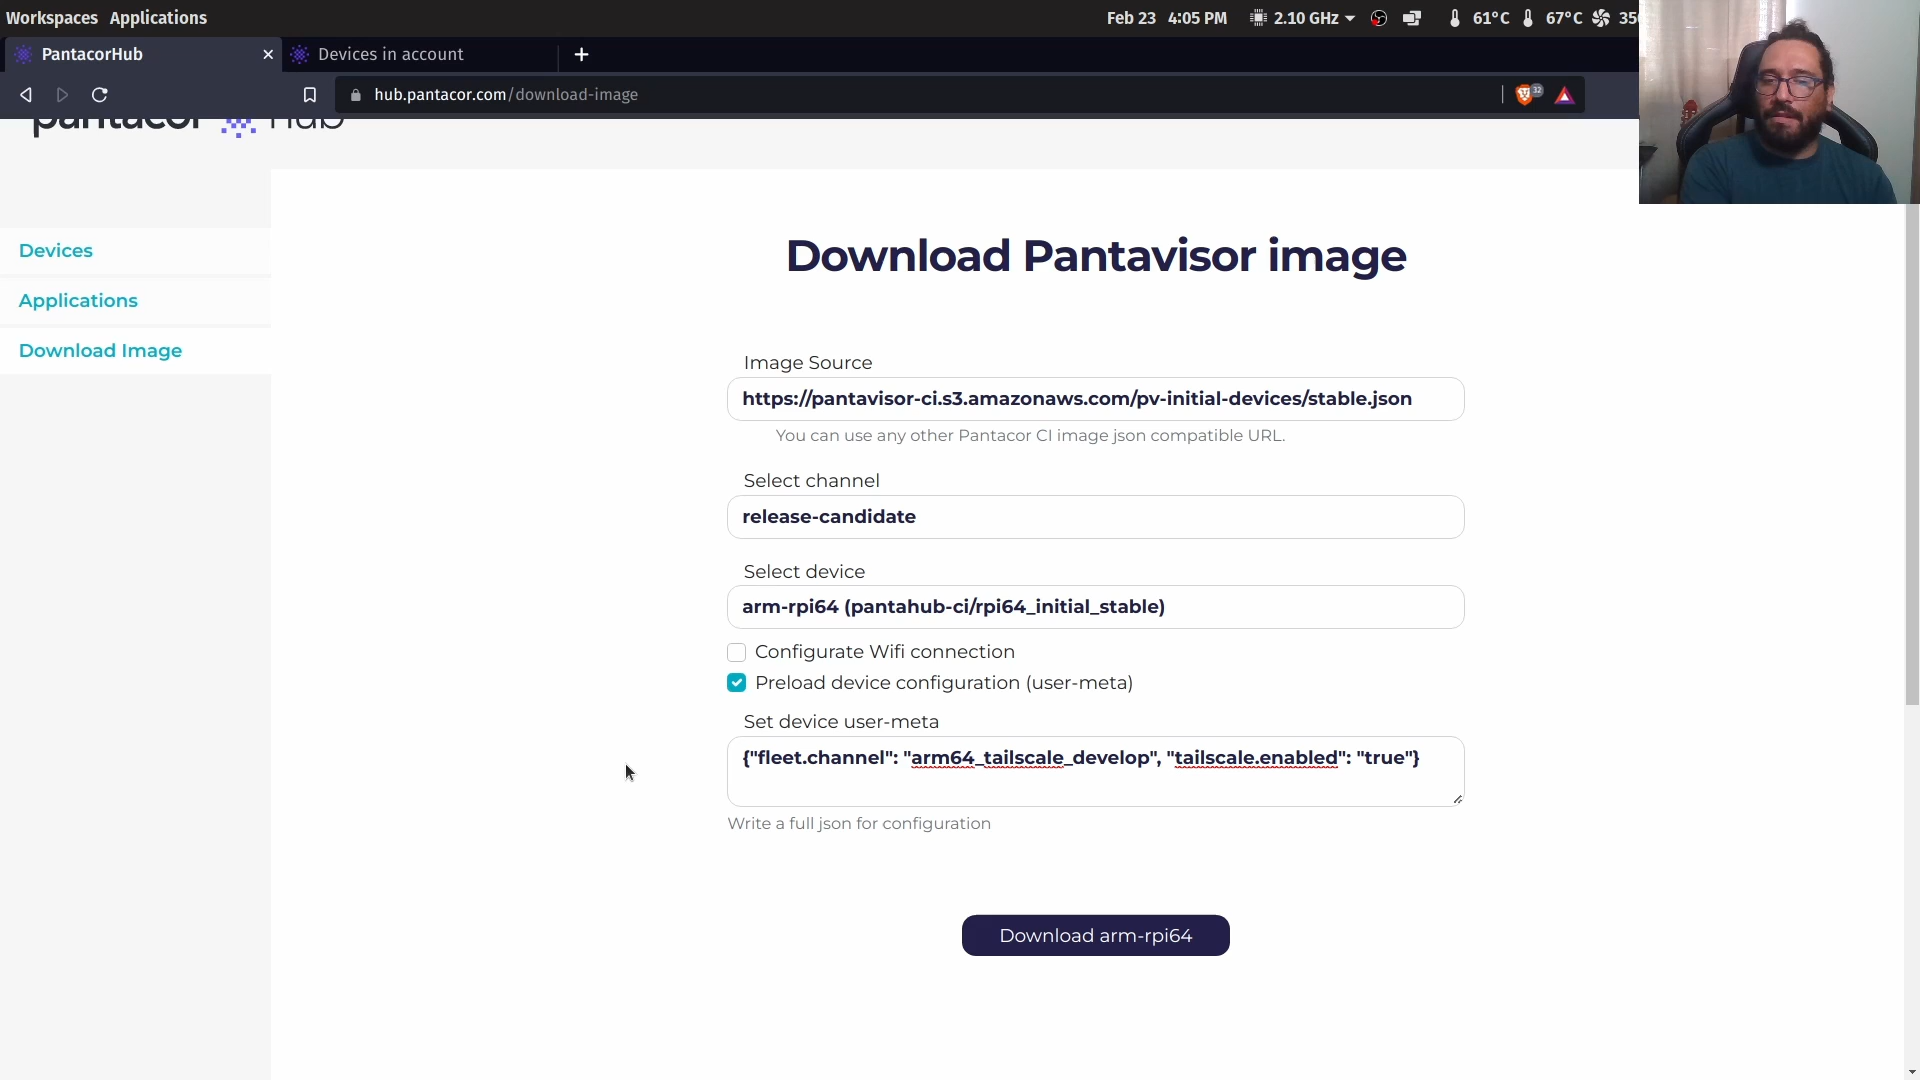 Workspaces Applications Feb 23 4:05 PM 2.10 GHz 61°C 67°C
PantacorHub Devices in account
hub.pantacor.com/download-image
pantacor hub
Devices
Applications
Download Image
Download Pantavisor image
Image Source
https://pantavisor-ci.s3.amazonaws.com/pv-initial-devices/stable.json
You can use any other Pantacor CI image json compatible URL.
Select channel
release-candidate
Select device
arm-rpi64 (pantahub-ci/rpi64_initial_stable)
Configurate Wifi connection
Preload device configuration (user-meta)
Set device user-meta
{"fleet.channel": "arm64_tailscale_develop", "tailscale.enabled": "true"}
Write a full json for configuration
Download arm-rpi64